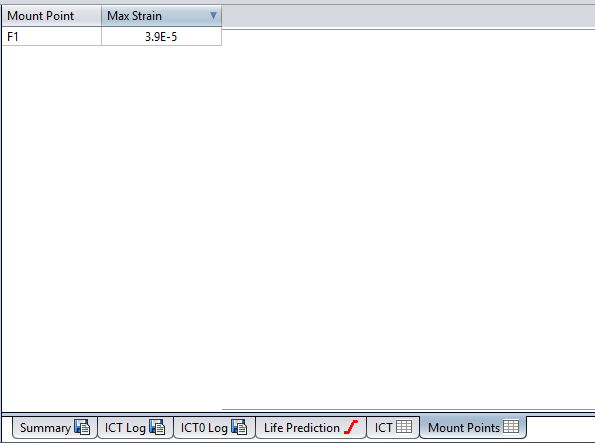 Mount Point Max Strain
F1 3.9E-5
Summary ICT Log ICT0 Log Life Prediction ICT Mount Points